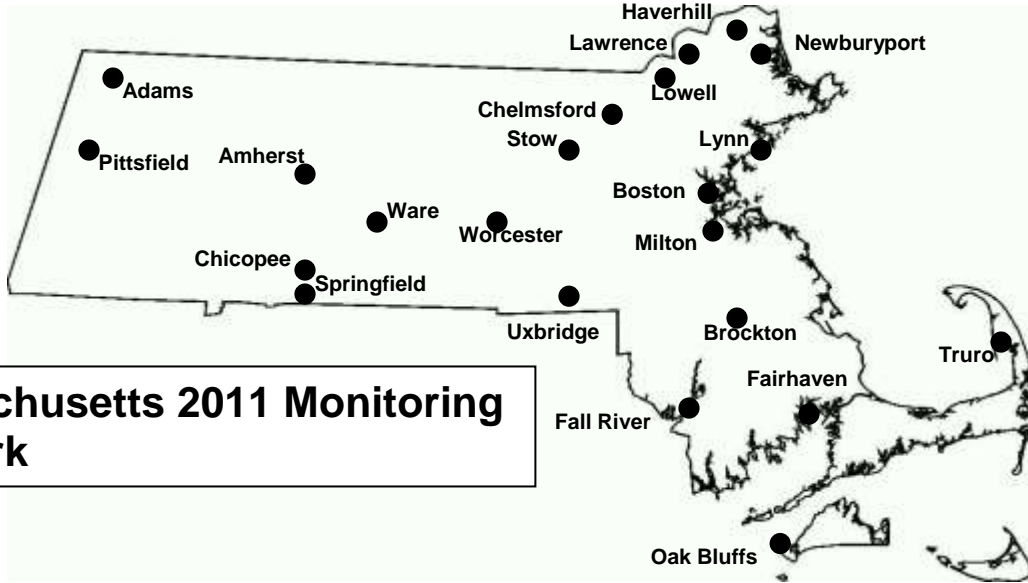 Haverhill
Lawrence
Newburyport
Adams
Lowell
Chelmsford
Stow
Lynn
Pittsfield
Amherst
Boston
Ware
Worcester
Milton
Chicopee
Springfield
Uxbridge
Brockton
Truro
Fairhaven
chusetts 2011 Monitoring
Fall River
rk
Oak Bluffs